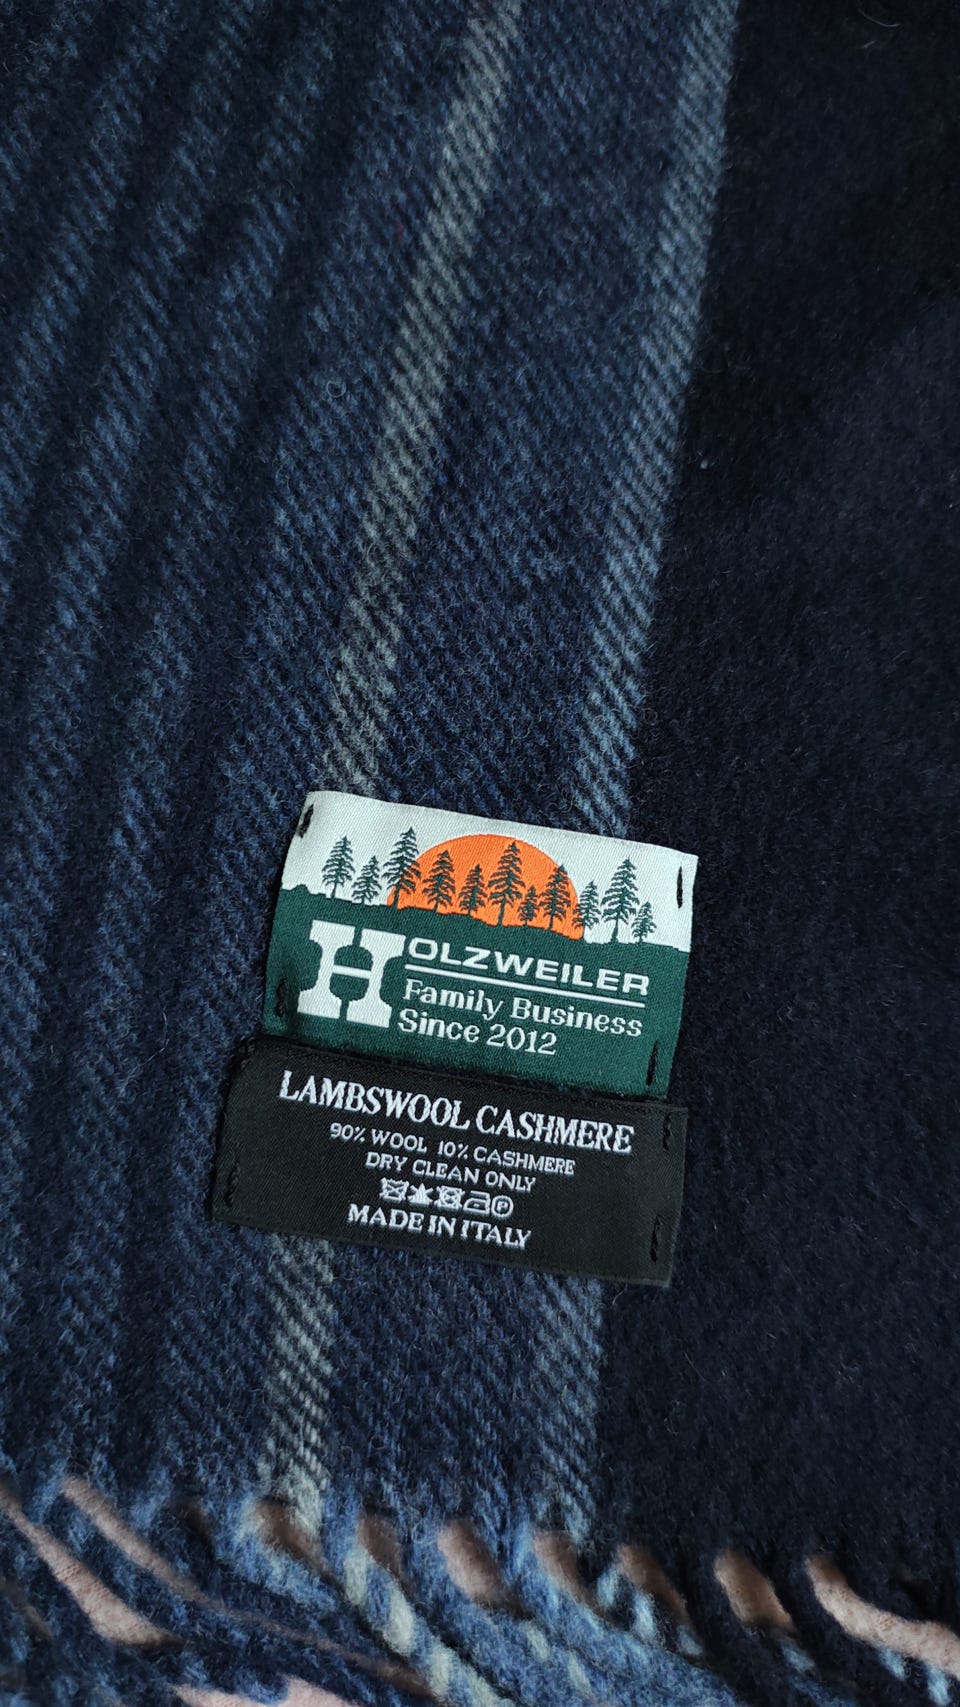 HOLZWEILER
Family Business
Since 2012
LAMBSWOOL CASHMERE
90% WOOL 10% CASHMERE
DRY CLEAN ONLY
MADE IN ITALY